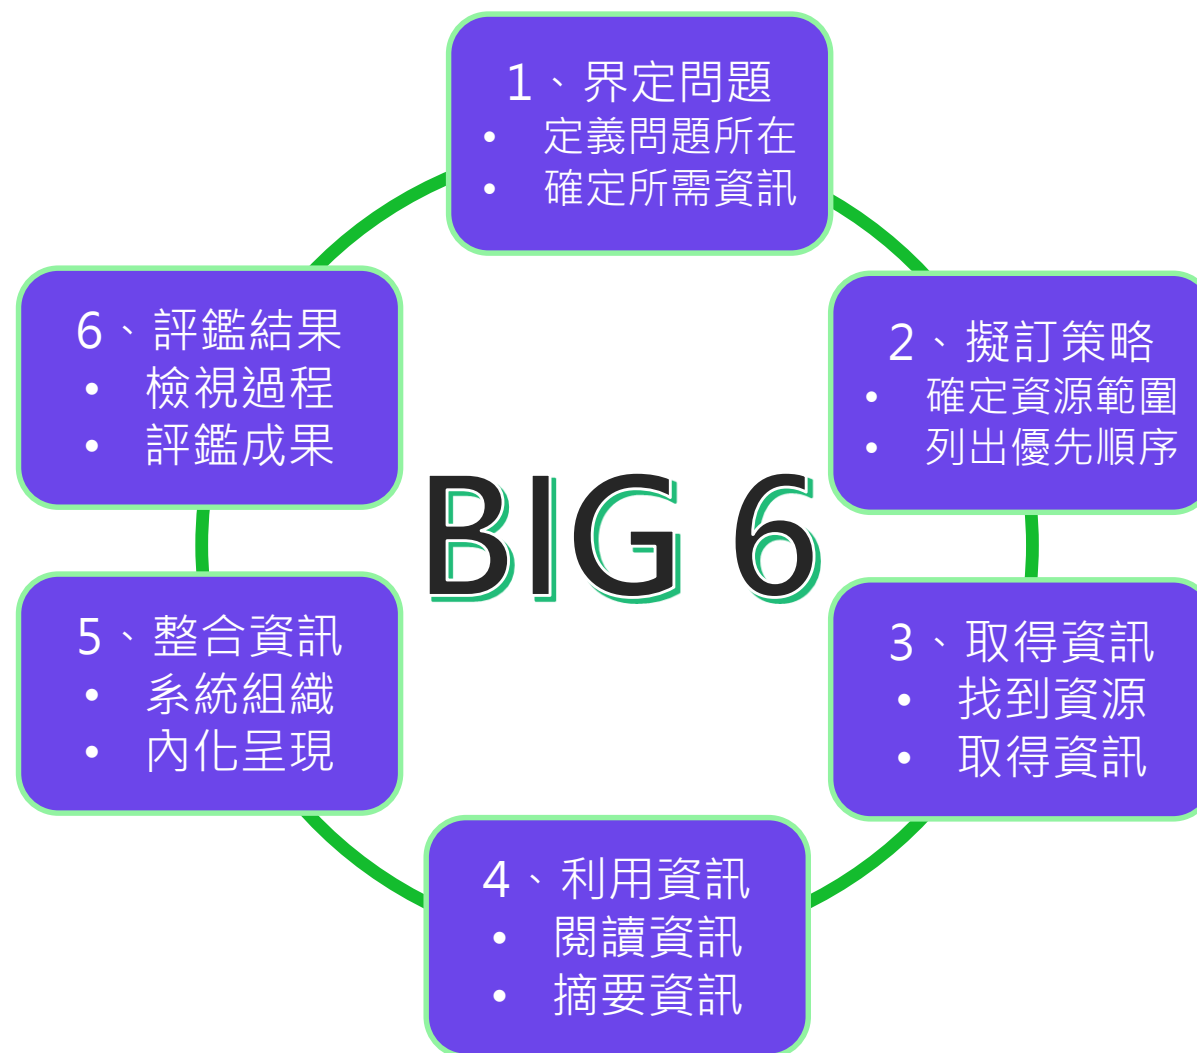 1、界定問題
• 定義問題所在
• 確定所需資訊
2、擬訂策略
• 確定資源範圍
• 列出優先順序
3、取得資訊
• 找到資源
• 取得資訊
4、利用資訊
• 閱讀資訊
• 摘要資訊
5、整合資訊
• 系統組織
• 內化呈現
6、評鑑結果
• 檢視過程
• 評鑑成果
BIG 6